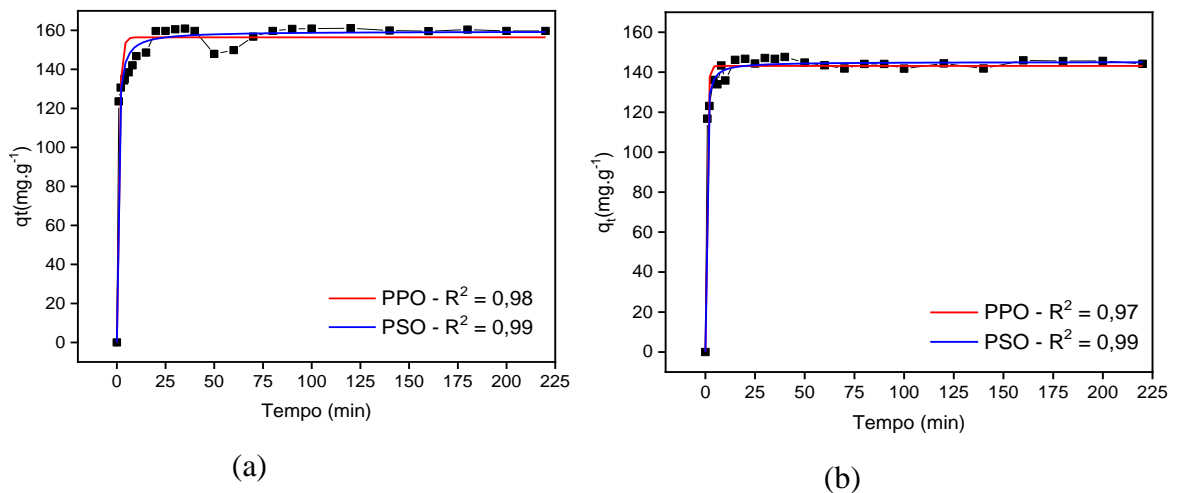 160
140
120
100
80
60
40
20
0
qt(mg.g⁻¹)
PPO - R² = 0,98
PSO - R² = 0,99
0 25 50 75 100 125 150 175 200 225
Tempo (min)
(a)
160
140
120
100
80
60
40
20
0
qₜ(mg.g⁻¹)
PPO - R² = 0,97
PSO - R² = 0,99
0 25 50 75 100 125 150 175 200 225
Tempo (min)
(b)